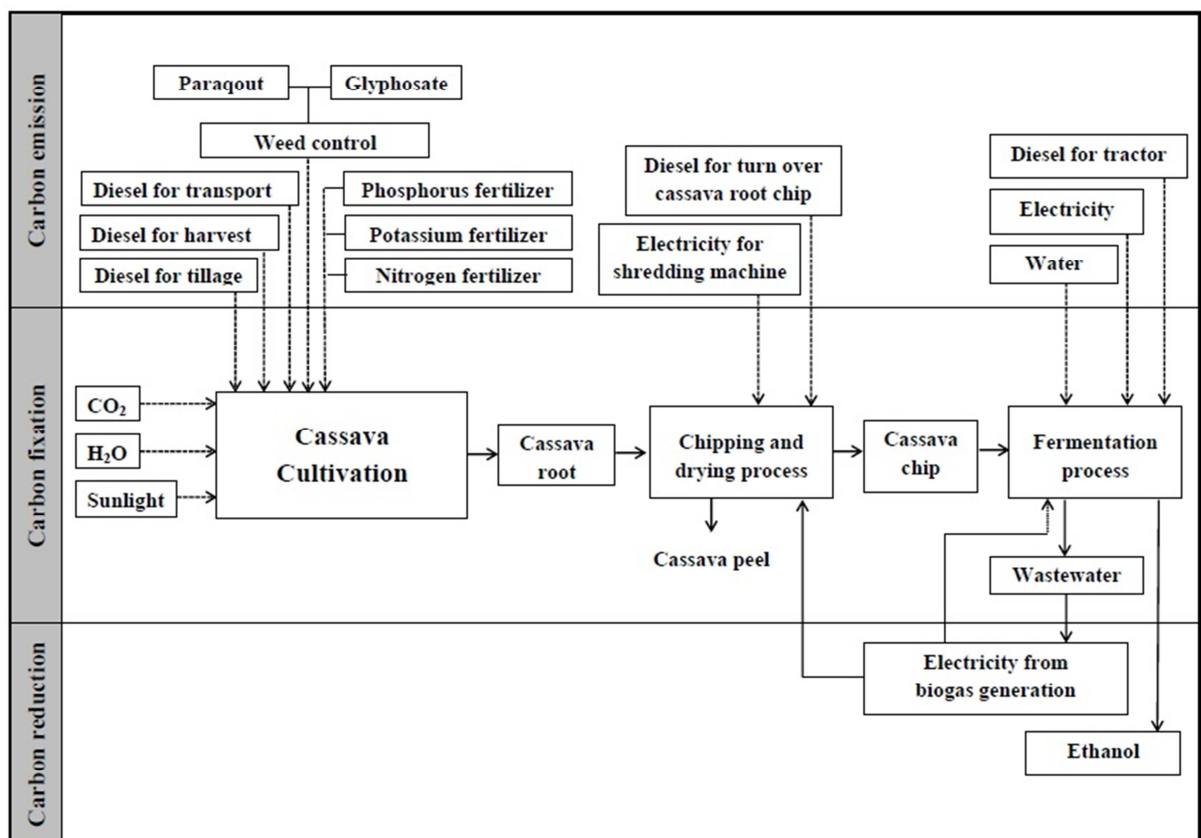 Carbon emission
Paraqout
Glyphosate
Weed control
Diesel for transport
Diesel for harvest
Diesel for tillage
Phosphorus fertilizer
Potassium fertilizer
Nitrogen fertilizer
Diesel for turn over
cassava root chip
Electricity for
shredding machine
Diesel for tractor
Electricity
Water
Carbon fixation
CO₂
H₂O
Sunlight
Cassava
Cultivation
Cassava
root
Chipping and
drying process
Cassava peel
Cassava
chip
Fermentation
process
Wastewater
Carbon reduction
Electricity from
biogas generation
Ethanol